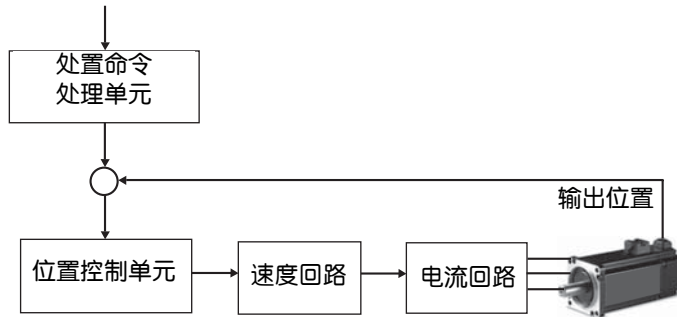 处置命令
处理单元
输出位置
位置控制单元
速度回路
电流回路